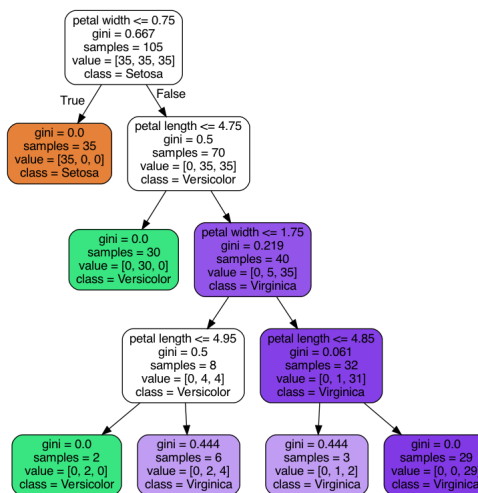 petal width <= 0.75
gini = 0.667
samples = 105
value = [35, 35, 35]
class = Setosa
True
False
gini = 0.0
samples = 35
value = [35, 0, 0]
class = Setosa
petal length <= 4.75
gini = 0.5
samples = 70
value = [0, 35, 35]
class = Versicolor
gini = 0.0
samples = 30
value = [0, 30, 0]
class = Versicolor
petal width <= 1.75
gini = 0.219
samples = 40
value = [0, 5, 35]
class = Virginica
petal length <= 4.95
gini = 0.5
samples = 8
value = [0, 4, 4]
class = Versicolor
petal length <= 4.85
gini = 0.061
samples = 32
value = [0, 1, 31]
class = Virginica
gini = 0.0
samples = 2
value = [0, 2, 0]
class = Versicolor
gini = 0.444
samples = 6
value = [0, 2, 4]
class = Virginica
gini = 0.444
samples = 3
value = [0, 1, 2]
class = Virginica
gini = 0.0
samples = 29
value = [0, 0, 29]
class = Virginica